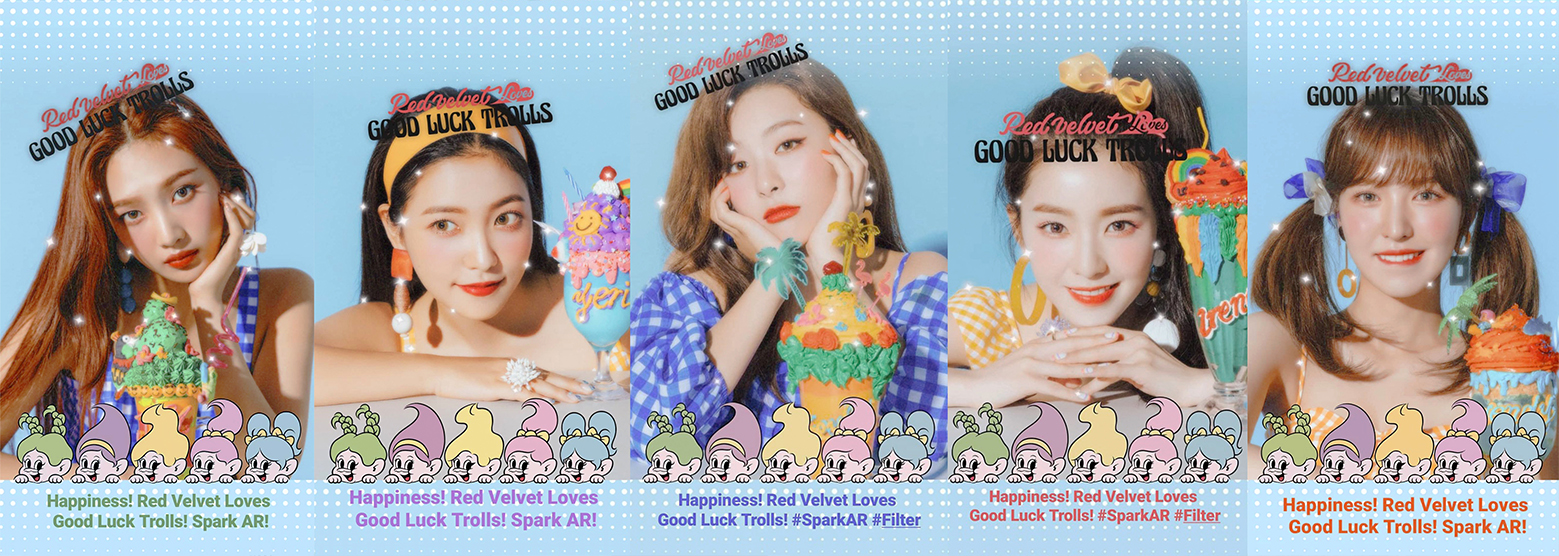 Red Velvet Loves
GOOD LUCK TROLLS
Happiness! Red Velvet Loves
Good Luck Trolls! Spark AR!
Red Velvet Loves
GOOD LUCK TROLLS
yeri
Happiness! Red Velvet Loves
Good Luck Trolls! Spark AR!
Red Velvet Loves
GOOD LUCK TROLLS
Happiness! Red Velvet Loves
Good Luck Trolls! #SparkAR #Filter
Red Velvet Loves
GOOD LUCK TROLLS
Irene
Happiness! Red Velvet Loves
Good Luck Trolls! #SparkAR #Filter
Red Velvet Loves
GOOD LUCK TROLLS
Happiness! Red Velvet Loves
Good Luck Trolls! Spark AR!